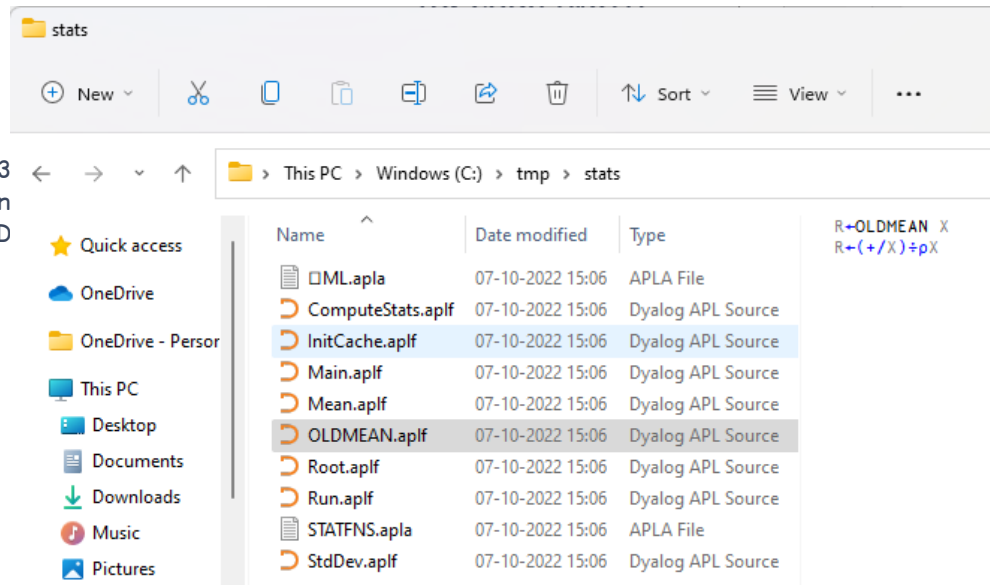 stats
New
Sort
View
3
n
D
This PC > Windows (C:) > tmp > stats
Quick access
OneDrive
OneDrive - Person
This PC
Desktop
Documents
Downloads
Music
Pictures
Name Date modified Type
⎕ML.apla 07-10-2022 15:06 APLA File
ComputeStats.aplf 07-10-2022 15:06 Dyalog APL Source
InitCache.aplf 07-10-2022 15:06 Dyalog APL Source
Main.aplf 07-10-2022 15:06 Dyalog APL Source
Mean.aplf 07-10-2022 15:06 Dyalog APL Source
OLDMEAN.aplf 07-10-2022 15:06 Dyalog APL Source
Root.aplf 07-10-2022 15:06 Dyalog APL Source
Run.aplf 07-10-2022 15:06 Dyalog APL Source
STATFNS.apla 07-10-2022 15:06 APLA File
StdDev.aplf 07-10-2022 15:06 Dyalog APL Source
R←OLDMEAN X
R←(+/X)÷⍴X